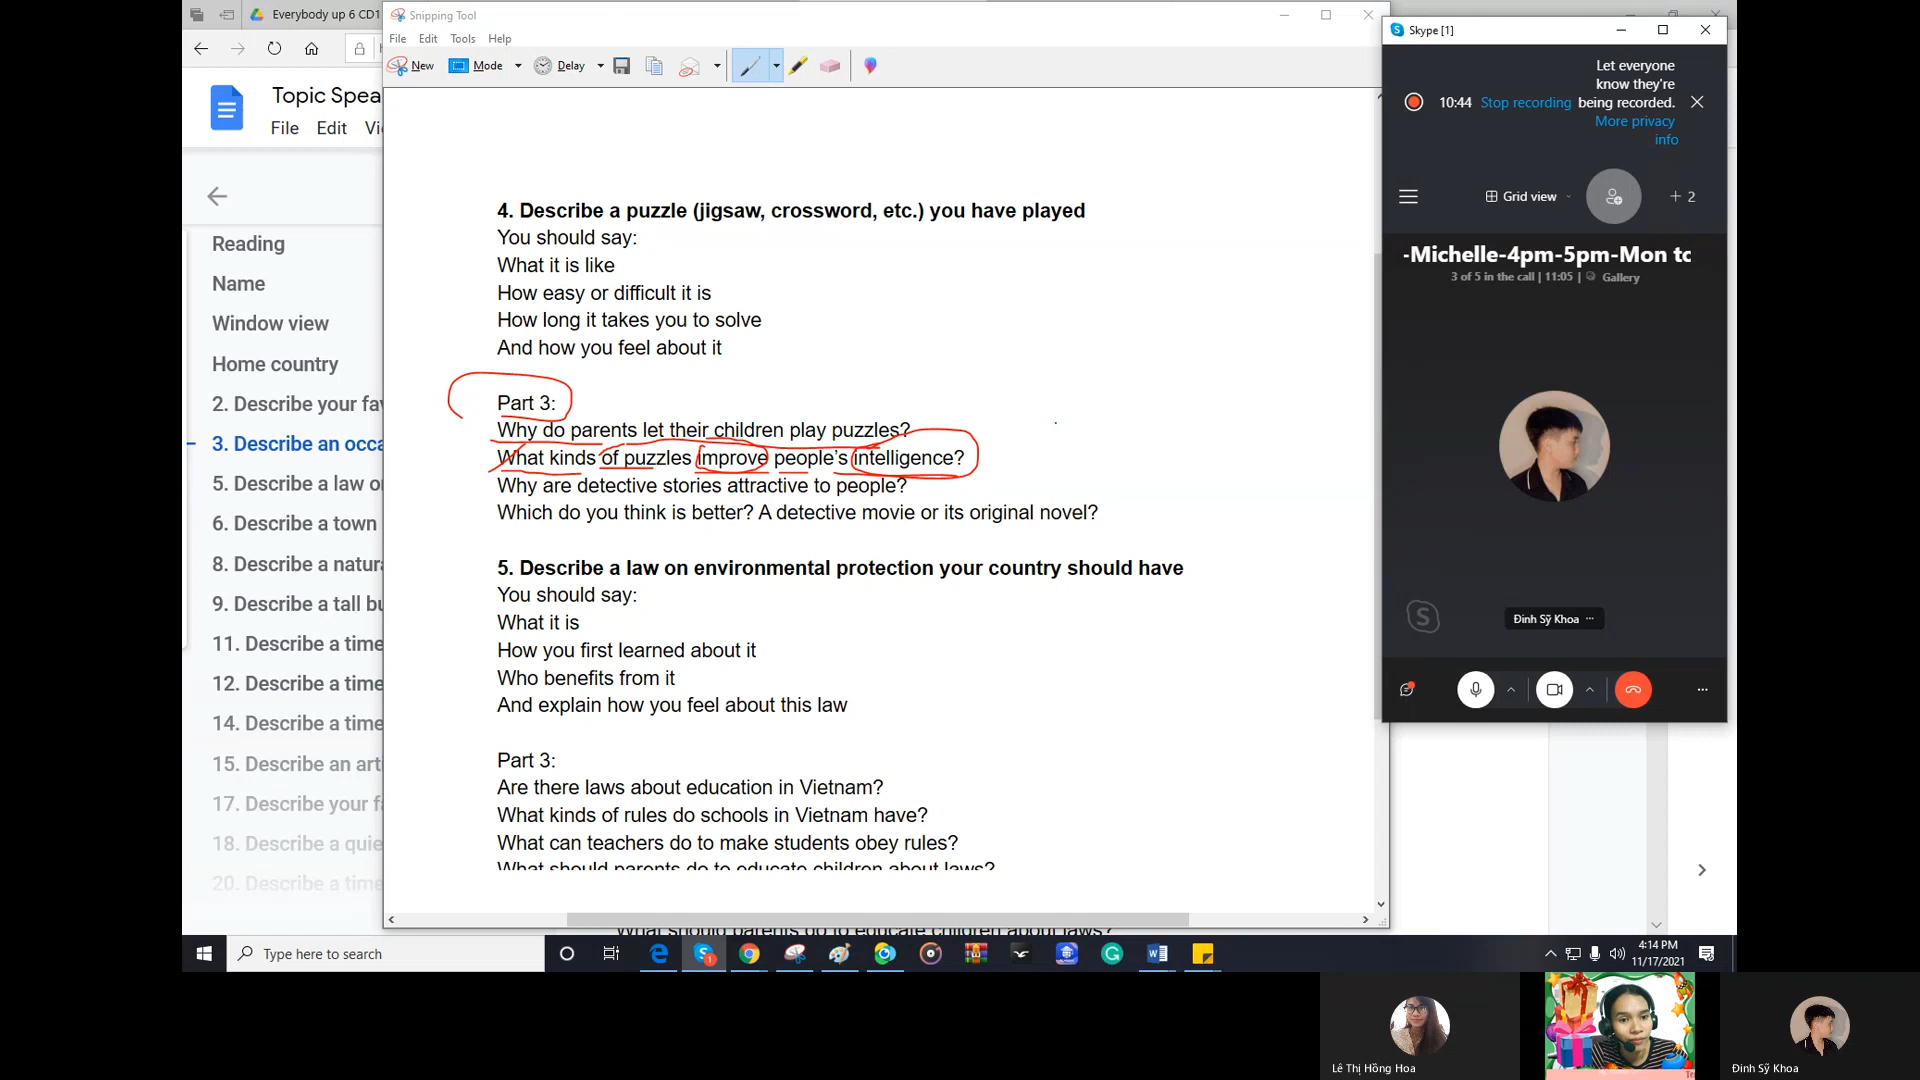 Everybody up 6 CD1
Snipping Tool
File Edit Tools Help
New Mode Delay
Topic Spea
File Edit Vi
Reading
Name
Window view
Home country
2. Describe your fav
3. Describe an occa
5. Describe a law or
6. Describe a town
8. Describe a natura
9. Describe a tall bu
11. Describe a time
12. Describe a time
14. Describe a time
15. Describe an art
17. Describe your fa
18. Describe a quie
20. Describe a time
4. Describe a puzzle (jigsaw, crossword, etc.) you have played
You should say:
What it is like
How easy or difficult it is
How long it takes you to solve
And how you feel about it
Part 3:
Why do parents let their children play puzzles?
What kinds of puzzles improve people's intelligence?
Why are detective stories attractive to people?
Which do you think is better? A detective movie or its original novel?
5. Describe a law on environmental protection your country should have
You should say:
What it is
How you first learned about it
Who benefits from it
And explain how you feel about this law
Part 3:
Are there laws about education in Vietnam?
What kinds of rules do schools in Vietnam have?
What can teachers do to make students obey rules?
What should parents do to educate children about laws?
What should parents do to educate children about laws?
Skype [1]
10:44 Stop recording
Let everyone
know they're
being recorded.
More privacy
info
Grid view
+ 2
-Michelle-4pm-5pm-Mon to
3 of 5 in the call | 11:05 | Gallery
Đinh Sỹ Khoa
Type here to search
4:14 PM
11/17/2021
Lê Thị Hồng Hoa
Đinh Sỹ Khoa